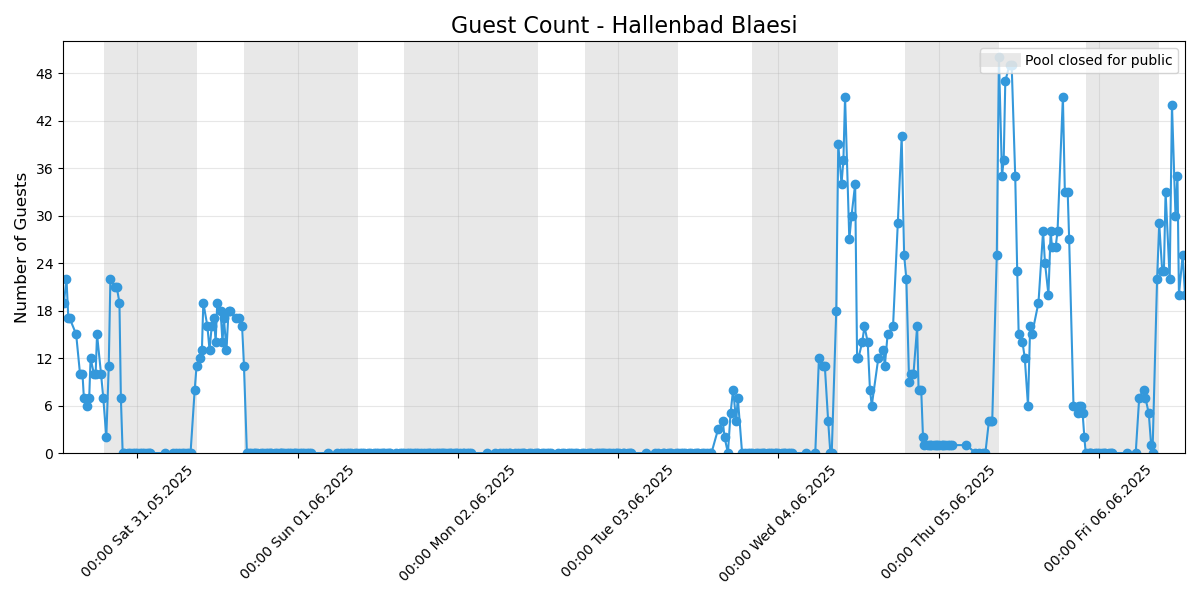 Guest Count - Hallenbad Blaesi
Pool closed for public
Number of Guests
48
42
36
30
24
18
12
6
0
00:00 Sat 31.05.2025
00:00 Sun 01.06.2025
00:00 Mon 02.06.2025
00:00 Tue 03.06.2025
00:00 Wed 04.06.2025
00:00 Thu 05.06.2025
00:00 Fri 06.06.2025